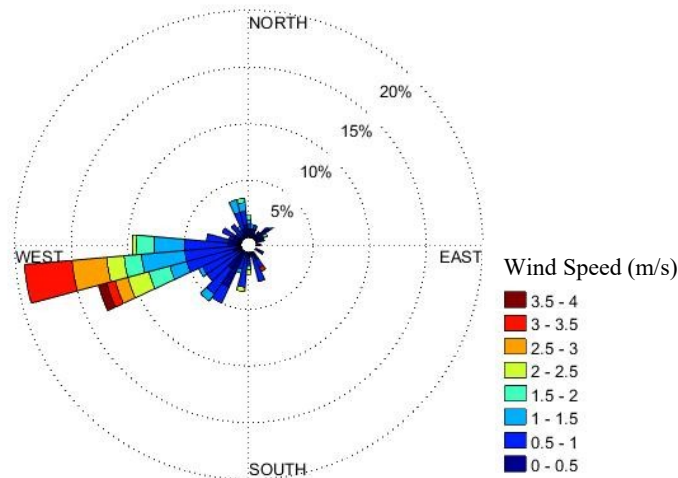 NORTH
20%
15%
10%
5%
WEST
EAST
SOUTH
Wind Speed (m/s)
3.5 - 4
3 - 3.5
2.5 - 3
2 - 2.5
1.5 - 2
1 - 1.5
0.5 - 1
0 - 0.5